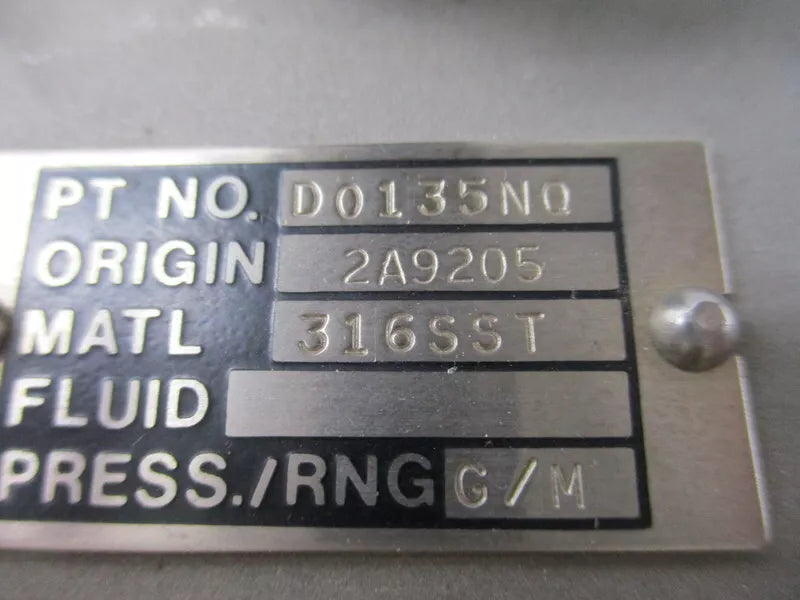 PT NO. D0135NQ
ORIGIN 2A9205
MATL 316SST
FLUID
PRESS./RNG G/M